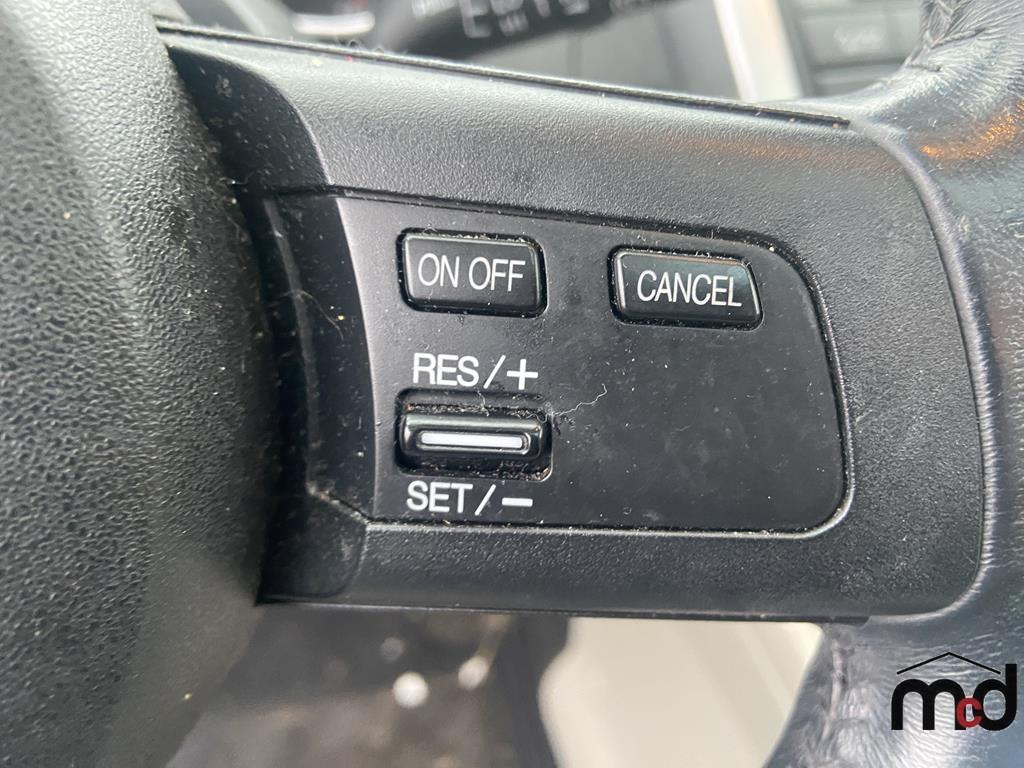 ON OFF
CANCEL
RES/+
SET/−
mcd